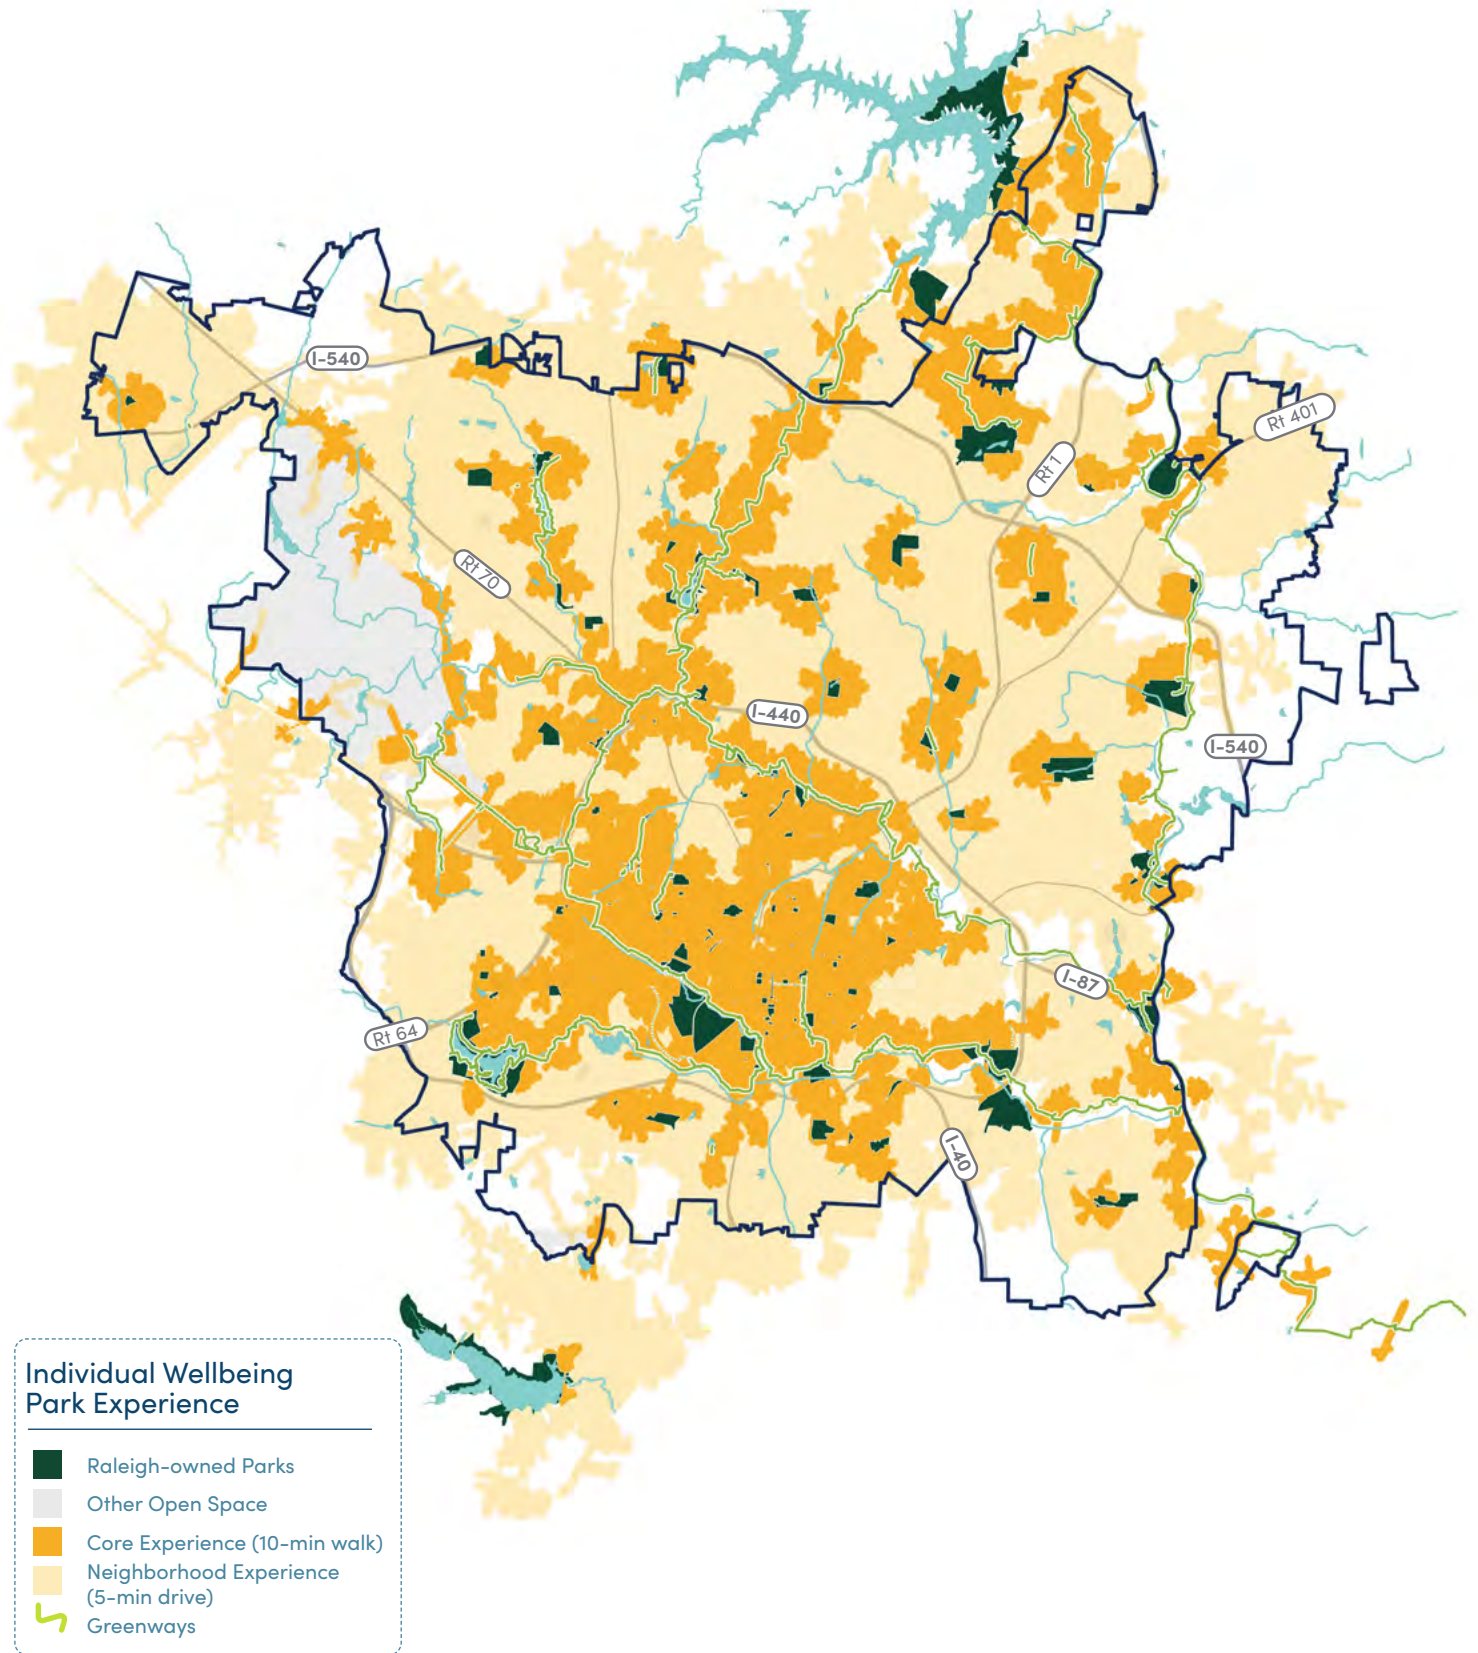 I-540
Rt 401
Rt 1
Rt 70
I-440
I-540
I-87
Rt 64
I-40
Individual Wellbeing
Park Experience
Raleigh-owned Parks
Other Open Space
Core Experience (10-min walk)
Neighborhood Experience
(5-min drive)
Greenways